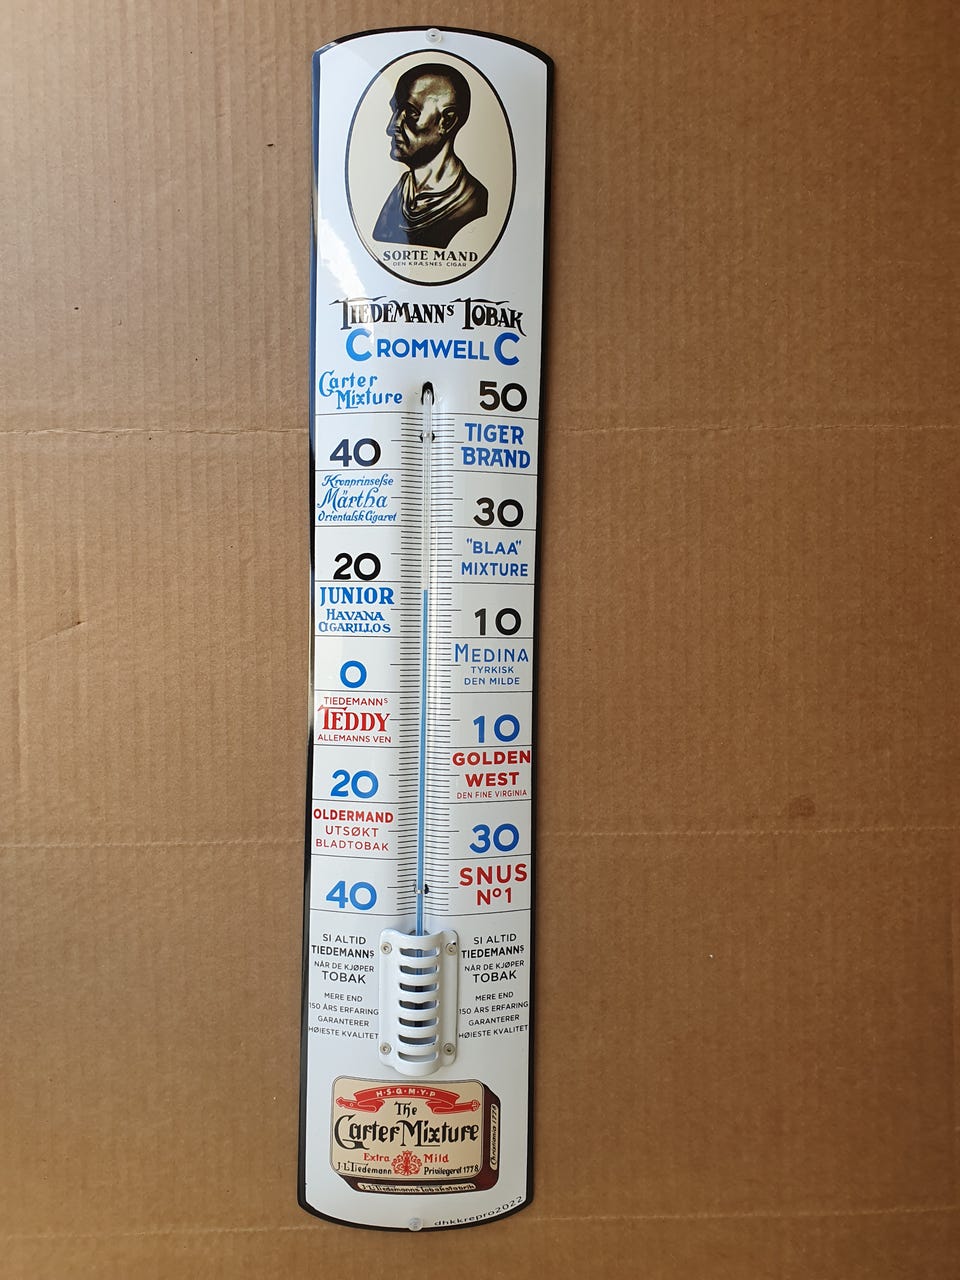 SORTE MAND
DEN KRÆSNES CIGAR
TIEDEMANNS TOBAK
CROMWELL C
Carter
Mixture
50
TIGER
BRAND
40
Kronprinsesse
Märtha
Orientalsk Cigaret
30
"BLAA"
MIXTURE
20
JUNIOR
HAVANA
CIGARILLOS
10
MEDINA
TYRKISK
DEN MILDE
0
TIEDEMANNS
TEDDY
ALLEMANNS VEN
10
GOLDEN
WEST
DEN FINE VIRGINIA
20
OLDERMAND
UTSØKT
BLADTOBAK
30
SNUS
Nº1
40
SI ALTID
TIEDEMANNS
NÅR DE KJØPER
TOBAK
MERE END
150 ÅRS ERFARING
GARANTERER
HØIESTE KVALITET
SI ALTID
TIEDEMANNS
NÅR DE KJØPER
TOBAK
MERE END
150 ÅRS ERFARING
GARANTERER
HØIESTE KVALITET
H·S·Q·M·Y·P
The
Carter Mixture
Extra Mild
J.L.Tiedemann Privilegeret 1778
J.L.Tiedemanns Tobaksfabrik
dhkkrepro2022